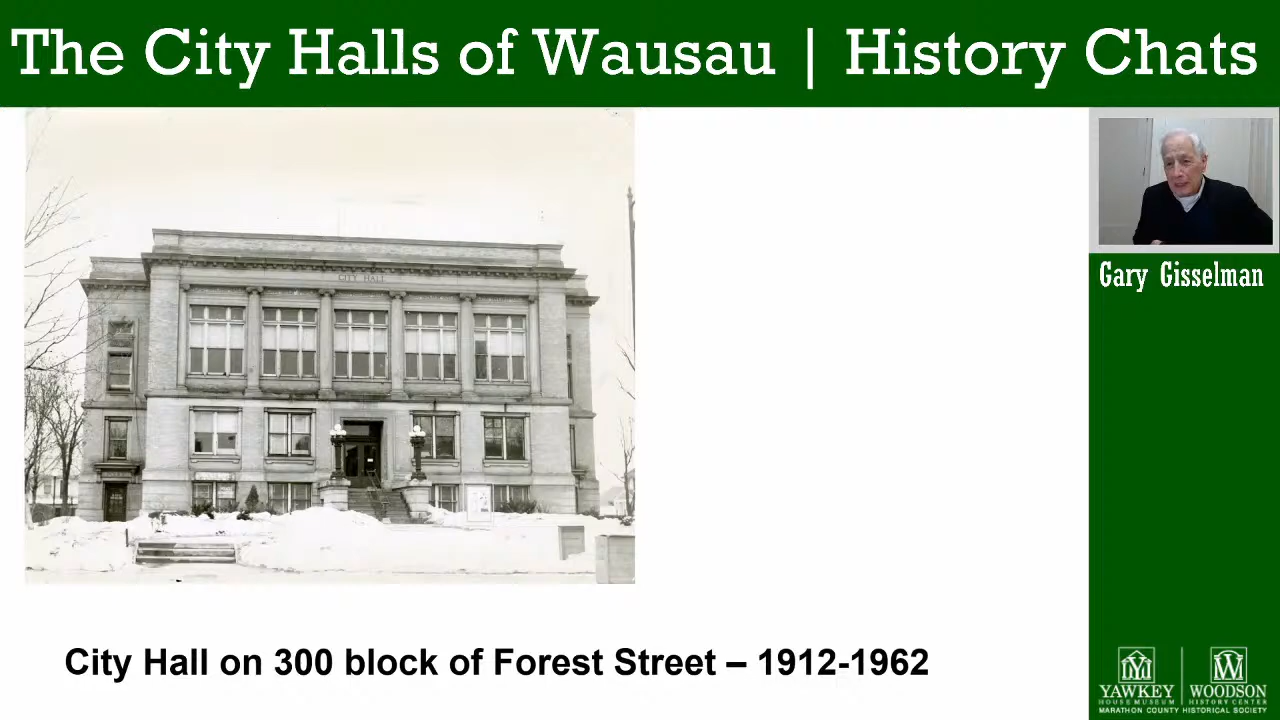 The City Halls of Wausau | History Chats
CITY HALL
Gary Gisselman
City Hall on 300 block of Forest Street – 1912-1962
YAWKEY
HOUSE MUSEUM
WOODSON
HISTORY CENTER
MARATHON COUNTY HISTORICAL SOCIETY